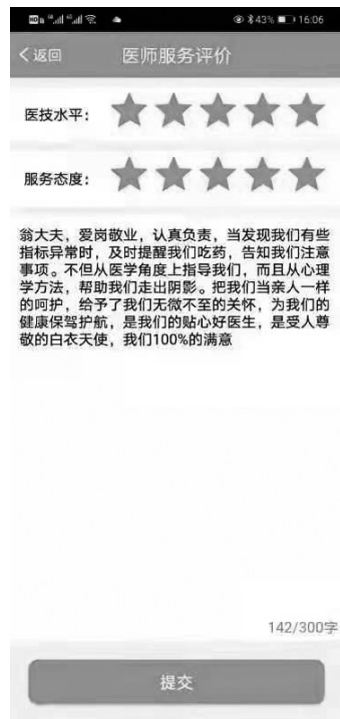 43% 16:06
返回 医师服务评价
医技水平：
服务态度：
翁大夫，爱岗敬业，认真负责，当发现我们有些
指标异常时，及时提醒我们吃药，告知我们注意
事项。不但从医学角度上指导我们，而且从心理
学方法，帮助我们走出阴影。把我们当亲人一样
的呵护，给予了我们无微不至的关怀，为我们的
健康保驾护航，是我们的贴心好医生，是受人尊
敬的白衣天使，我们100%的满意
142/300字
提交